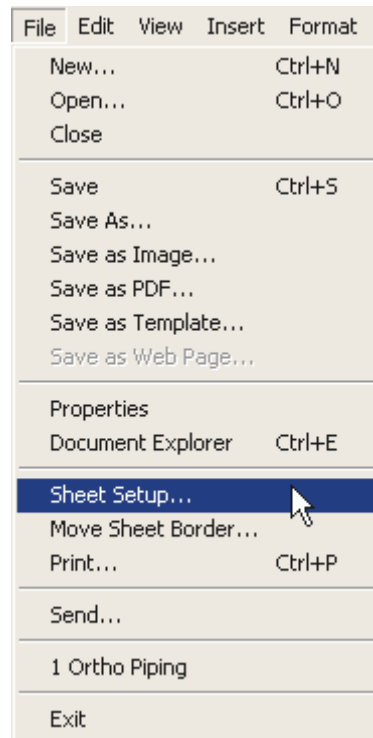 File Edit View Insert Format
New... Ctrl+N
Open... Ctrl+O
Close
Save Ctrl+S
Save As...
Save as Image...
Save as PDF...
Save as Template...
Save as Web Page...
Properties
Document Explorer Ctrl+E
Sheet Setup...
Move Sheet Border...
Print... Ctrl+P
Send...
1 Ortho Piping
Exit